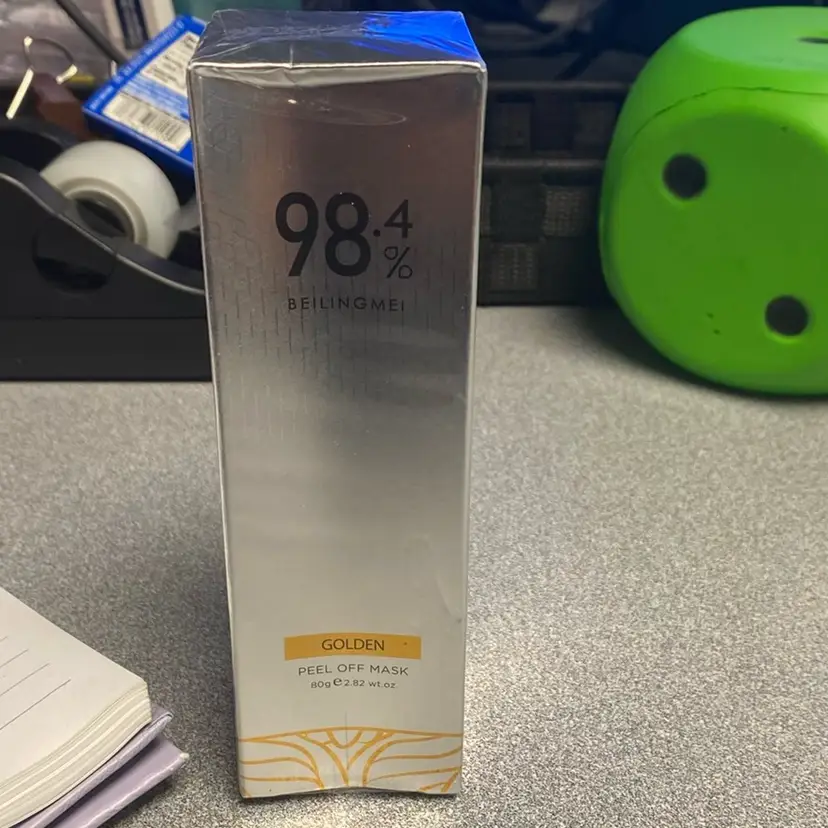 98.4%
BEILINGMEI
GOLDEN
PEEL OFF MASK
80g e 2.82 wt.oz.